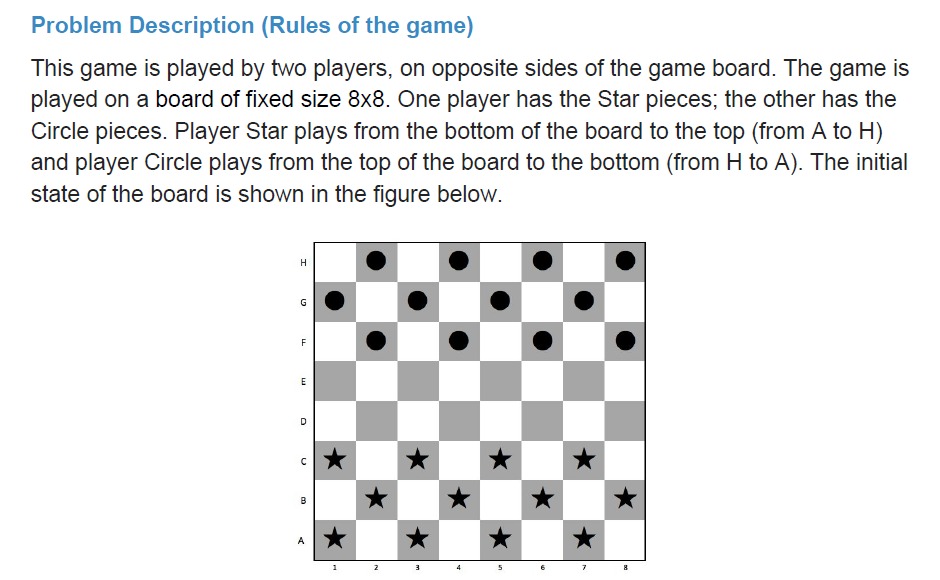 Problem Description (Rules of the game)
This game is played by two players, on opposite sides of the game board. The game is
played on a board of fixed size 8x8. One player has the Star pieces; the other has the
Circle pieces. Player Star plays from the bottom of the board to the top (from A to H)
and player Circle plays from the top of the board to the bottom (from H to A). The initial
state of the board is shown in the figure below.
H
G
F
E
D
C
B
A
1 2 3 4 5 6 7 8